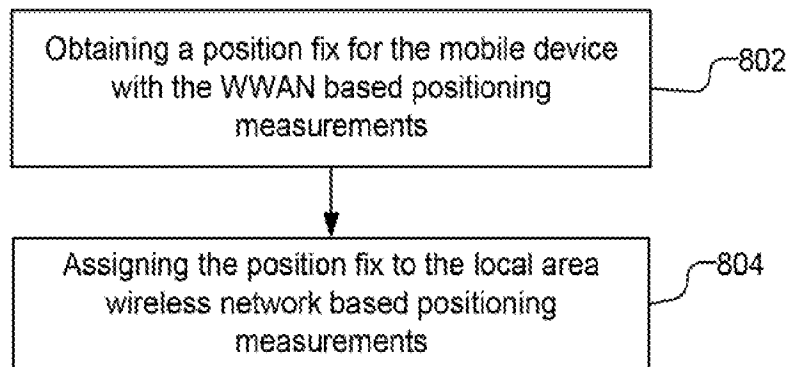 Obtaining a position fix for the mobile device
with the WWAN based positioning
measurements
802
Assigning the position fix to the local area
wireless network based positioning
measurements
804